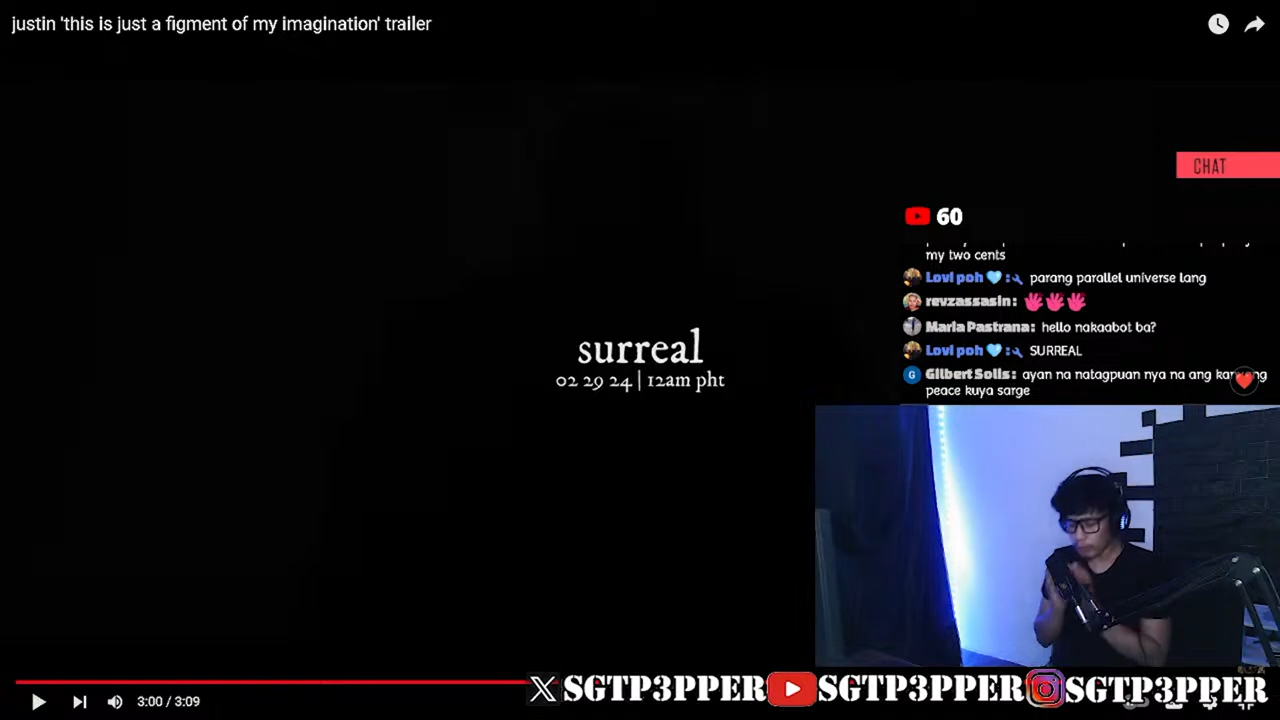 justin 'this is just a figment of my imagination' trailer
CHAT
60
my two cents
Lovi poh: parang parallel universe lang
revzassasin:
Maria Pastrana: hello nakaabot ba?
Lovi poh: SURREAL
G Gilbert Solis: ayan na natagpuan nya na ang
peace kuya sarge
surreal
02 29 24 | 12am pht
3:00 / 3:09
SGTP3PPER SGTP3PPER SGTP3PPER